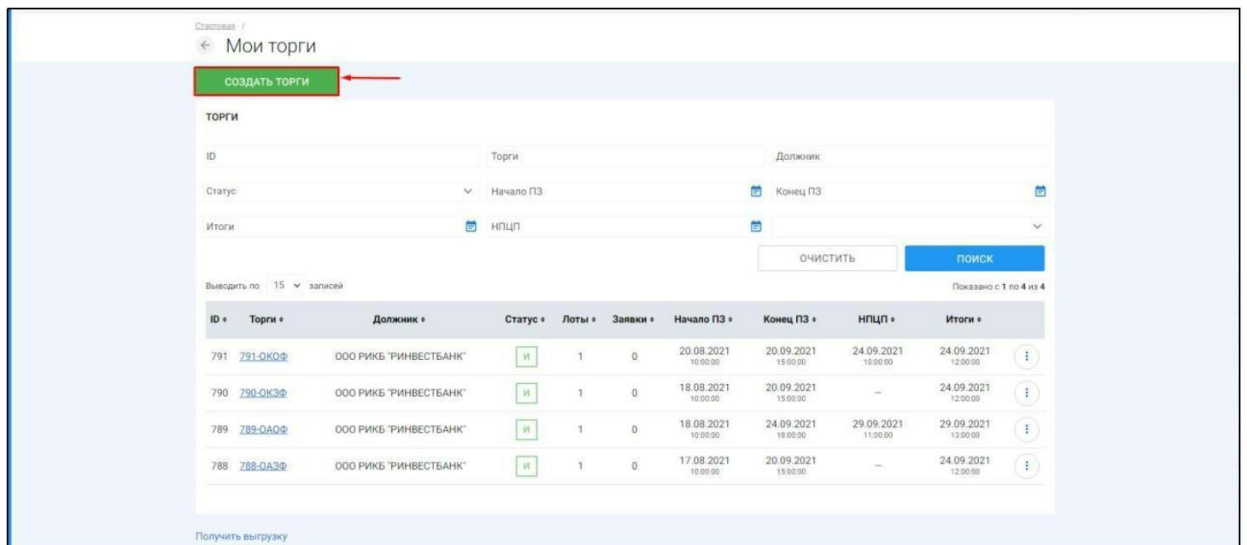 Стартовая /
Мои торги
СОЗДАТЬ ТОРГИ
ТОРГИ
ID Торги Должник
Статус Начало ПЗ Конец ПЗ
Итоги НПЦП
ОЧИСТИТЬ ПОИСК
Выводить по 15 записей Показано с 1 по 4 из 4
ID Торги Должник Статус Лоты Заявки Начало ПЗ Конец ПЗ НПЦП Итоги
791 791-ОКОФ ООО РИКБ "РИНВЕСТБАНК" И 1 0 20.08.2021 20.09.2021 24.09.2021 24.09.2021
10:00:00 15:00:00 10:00:00 12:00:00
790 790-ОКЗФ ООО РИКБ "РИНВЕСТБАНК" И 1 0 18.08.2021 20.09.2021 — 24.09.2021
10:00:00 15:00:00 12:00:00
789 789-ОАОФ ООО РИКБ "РИНВЕСТБАНК" И 1 0 18.08.2021 24.09.2021 29.09.2021 29.09.2021
10:00:00 18:00:00 11:00:00 13:00:00
788 788-ОАЗФ ООО РИКБ "РИНВЕСТБАНК" И 1 0 17.08.2021 20.09.2021 — 24.09.2021
10:00:00 15:00:00 12:00:00
Получить выгрузку